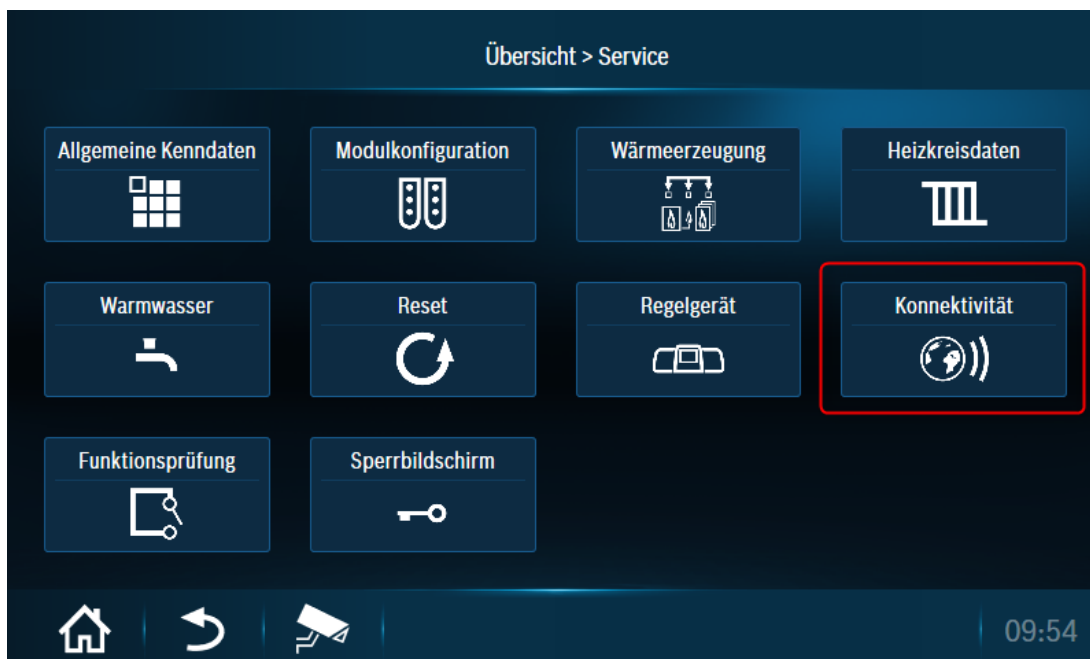 Übersicht > Service
Allgemeine Kenndaten
Modulkonfiguration
Wärmeerzeugung
Heizkreisdaten
Warmwasser
Reset
Regelgerät
Konnektivität
Funktionsprüfung
Sperrbildschirm
09:54